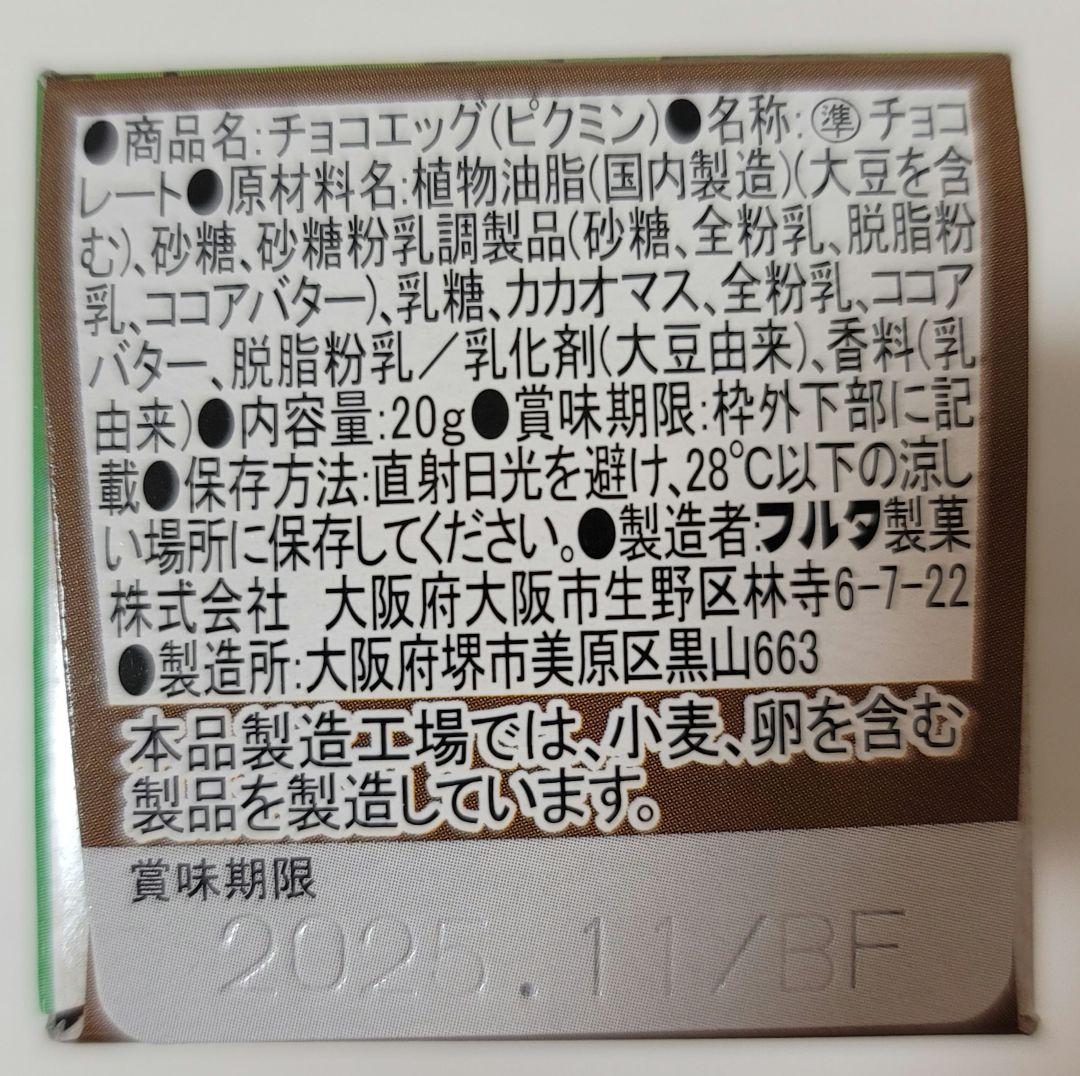 ●商品名:チョコエッグ(ピクミン)●名称:㊜チョコ
レート●原材料名:植物油脂(国内製造)(大豆を含
む)、砂糖、砂糖粉乳調製品(砂糖、全粉乳、脱脂粉
乳、ココアバター)、乳糖、カカオマス、全粉乳、ココア
バター、脱脂粉乳／乳化剤(大豆由来)、香料(乳
由来)●内容量:20g●賞味期限:枠外下部に記
載●保存方法:直射日光を避け、28℃以下の涼し
い場所に保存してください。●製造者:フルタ製菓
株式会社 大阪府大阪市生野区林寺6-7-22
●製造所:大阪府堺市美原区黒山663
本品製造工場では、小麦、卵を含む
製品を製造しています。
賞味期限
2025.11/BF